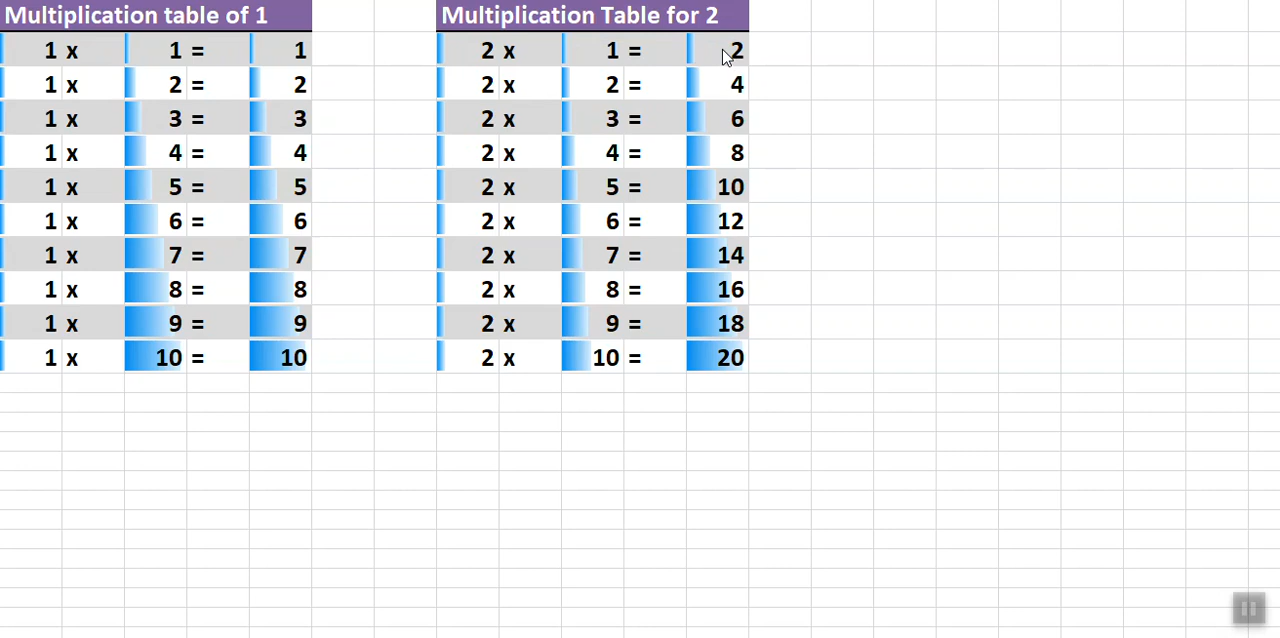 Multiplication table of 1
1 x 1 = 1
1 x 2 = 2
1 x 3 = 3
1 x 4 = 4
1 x 5 = 5
1 x 6 = 6
1 x 7 = 7
1 x 8 = 8
1 x 9 = 9
1 x 10 = 10
Multiplication Table for 2
2 x 1 = 2
2 x 2 = 4
2 x 3 = 6
2 x 4 = 8
2 x 5 = 10
2 x 6 = 12
2 x 7 = 14
2 x 8 = 16
2 x 9 = 18
2 x 10 = 20